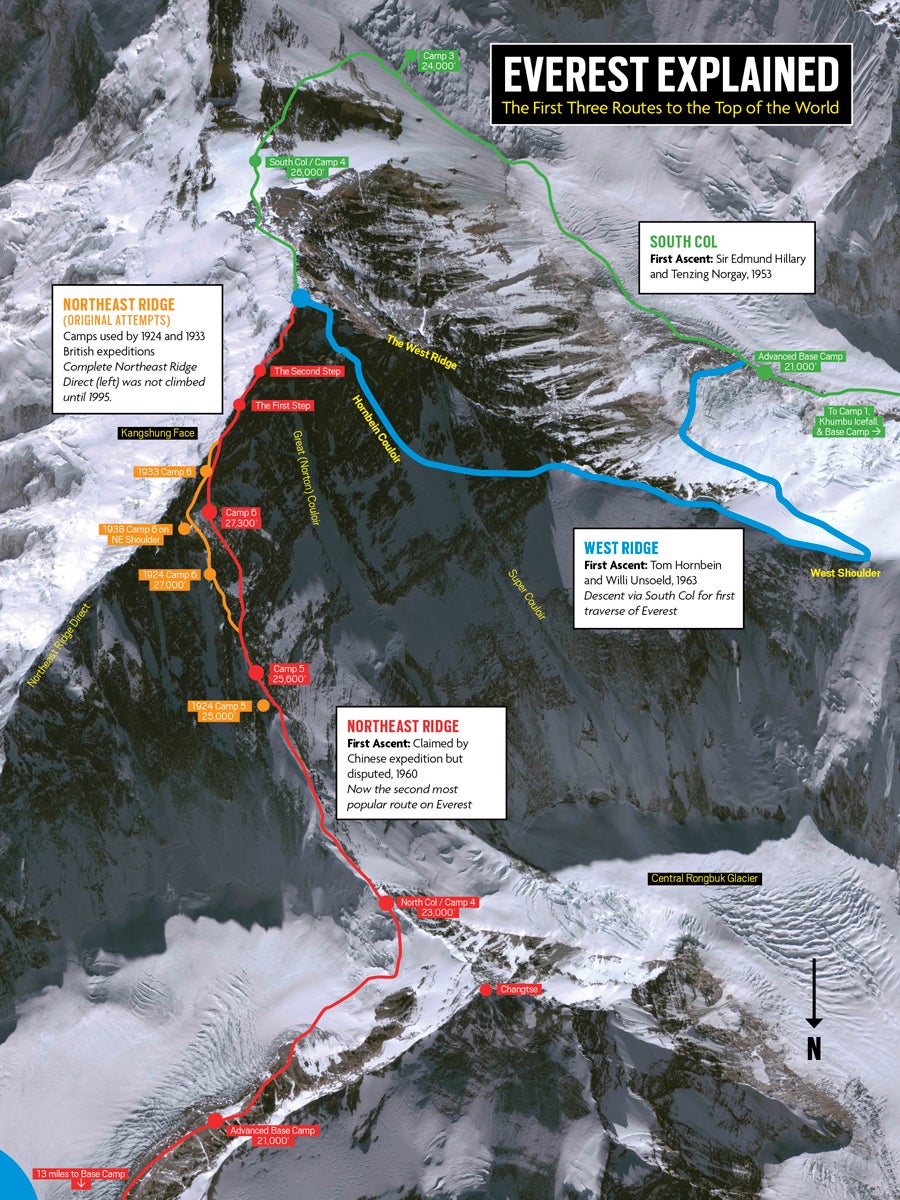 Camp 3
24,000'
EVEREST EXPLAINED
The First Three Routes to the Top of the World
South Col / Camp 4
26,000'
SOUTH COL
First Ascent: Sir Edmund Hillary
and Tenzing Norgay, 1953
NORTHEAST RIDGE
(ORIGINAL ATTEMPTS)
Camps used by 1924 and 1933
British expeditions
Complete Northeast Ridge
Direct (left) was not climbed
until 1995.
The West Ridge
Advanced Base Camp
21,000'
The Second Step
The First Step
To Camp 1,
Khumbu Icefall,
& Base Camp →
Hornbein Couloir
Kangshung Face
Great (Norton) Couloir
1933 Camp 6
Camp 6
27,300'
1938 Camp 6 on
NE Shoulder
1924 Camp 6
27,000'
WEST RIDGE
First Ascent: Tom Hornbein
and Willi Unsoeld, 1963
Descent via South Col for first
traverse of Everest
West Shoulder
Super Couloir
Northeast Ridge Direct
Camp 5
25,600'
1924 Camp 5
25,000'
NORTHEAST RIDGE
First Ascent: Claimed by
Chinese expedition but
disputed, 1960
Now the second most
popular route on Everest
Central Rongbuk Glacier
North Col / Camp 4
23,000'
Changtse
N
Advanced Base Camp
21,000'
13 miles to Base Camp
↓